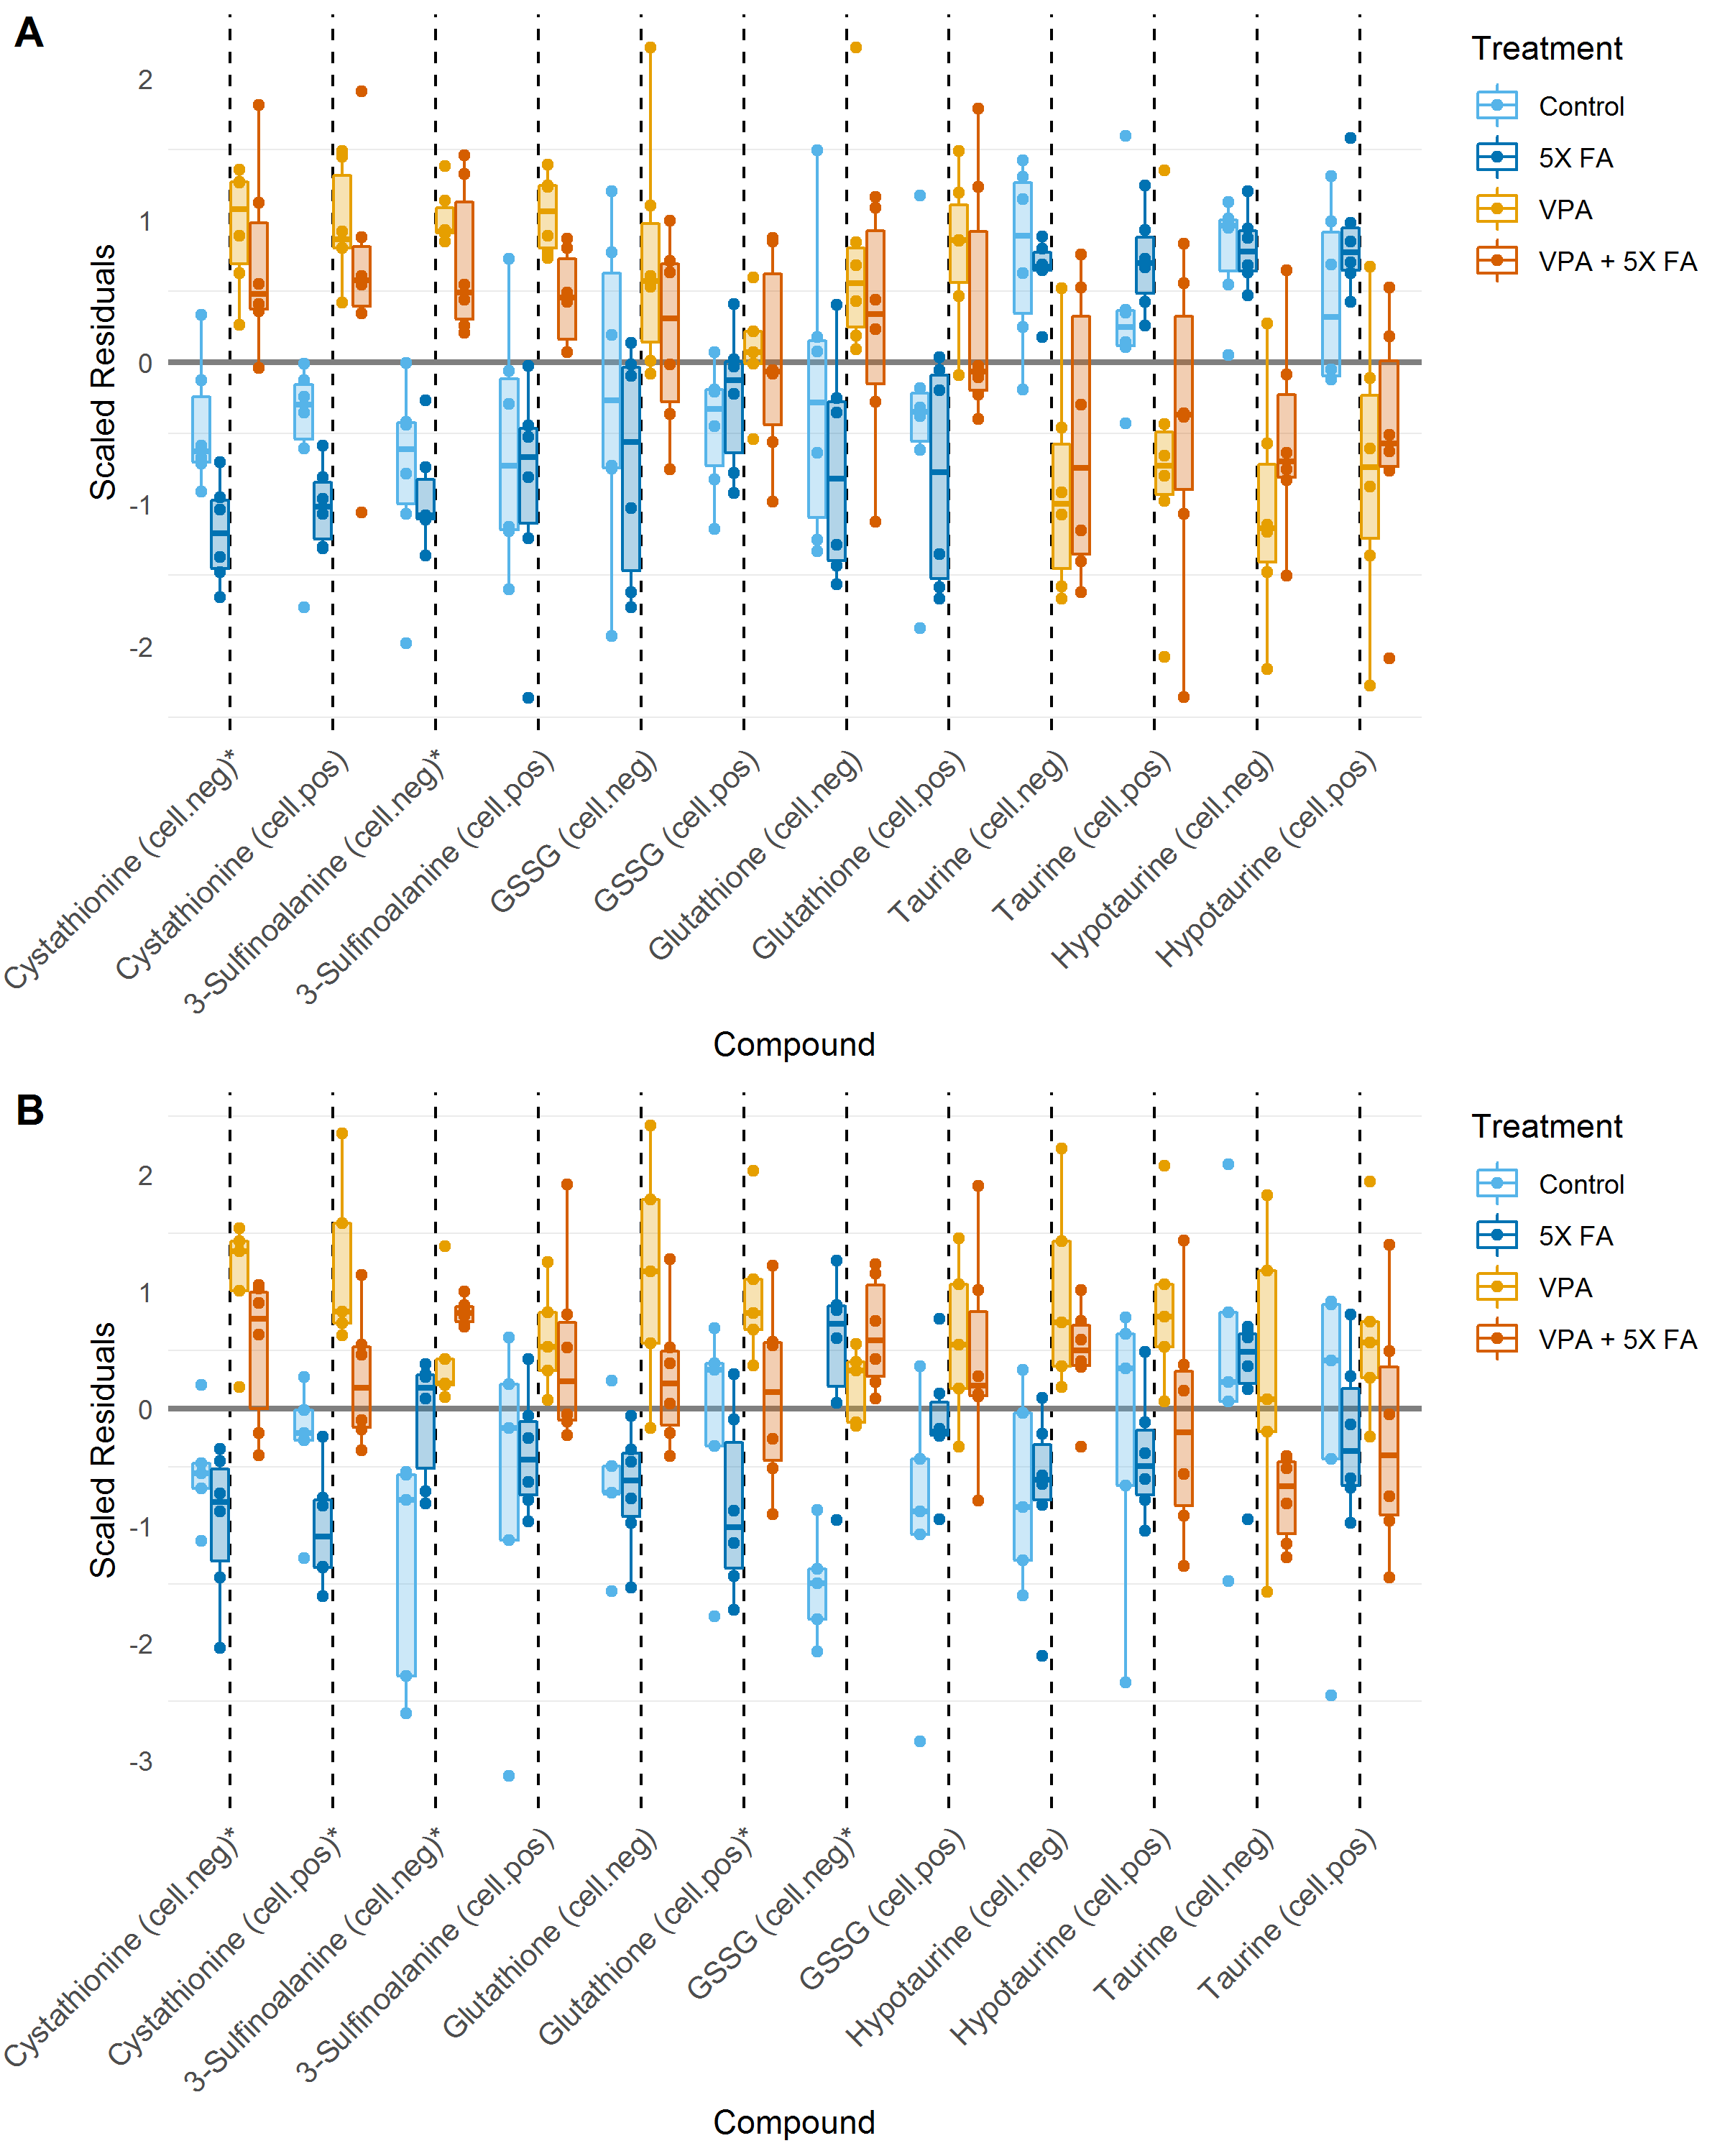 A
Scaled Residuals
2
1
0
-1
-2
Cystathionine (cell.neg)*
Cystathionine (cell.pos)
3-Sulfinoalanine (cell.neg)*
3-Sulfinoalanine (cell.pos)
GSSG (cell.neg)
GSSG (cell.pos)
Glutathione (cell.neg)
Glutathione (cell.pos)
Taurine (cell.neg)
Taurine (cell.pos)
Hypotaurine (cell.neg)
Hypotaurine (cell.pos)
Compound
Treatment
Control
5X FA
VPA
VPA + 5X FA
B
Scaled Residuals
2
1
0
-1
-2
-3
Cystathionine (cell.neg)*
Cystathionine (cell.pos)*
3-Sulfinoalanine (cell.neg)*
3-Sulfinoalanine (cell.pos)
Glutathione (cell.neg)
Glutathione (cell.pos)*
GSSG (cell.neg)*
GSSG (cell.pos)
Hypotaurine (cell.neg)
Hypotaurine (cell.pos)
Taurine (cell.neg)
Taurine (cell.pos)
Compound
Treatment
Control
5X FA
VPA
VPA + 5X FA